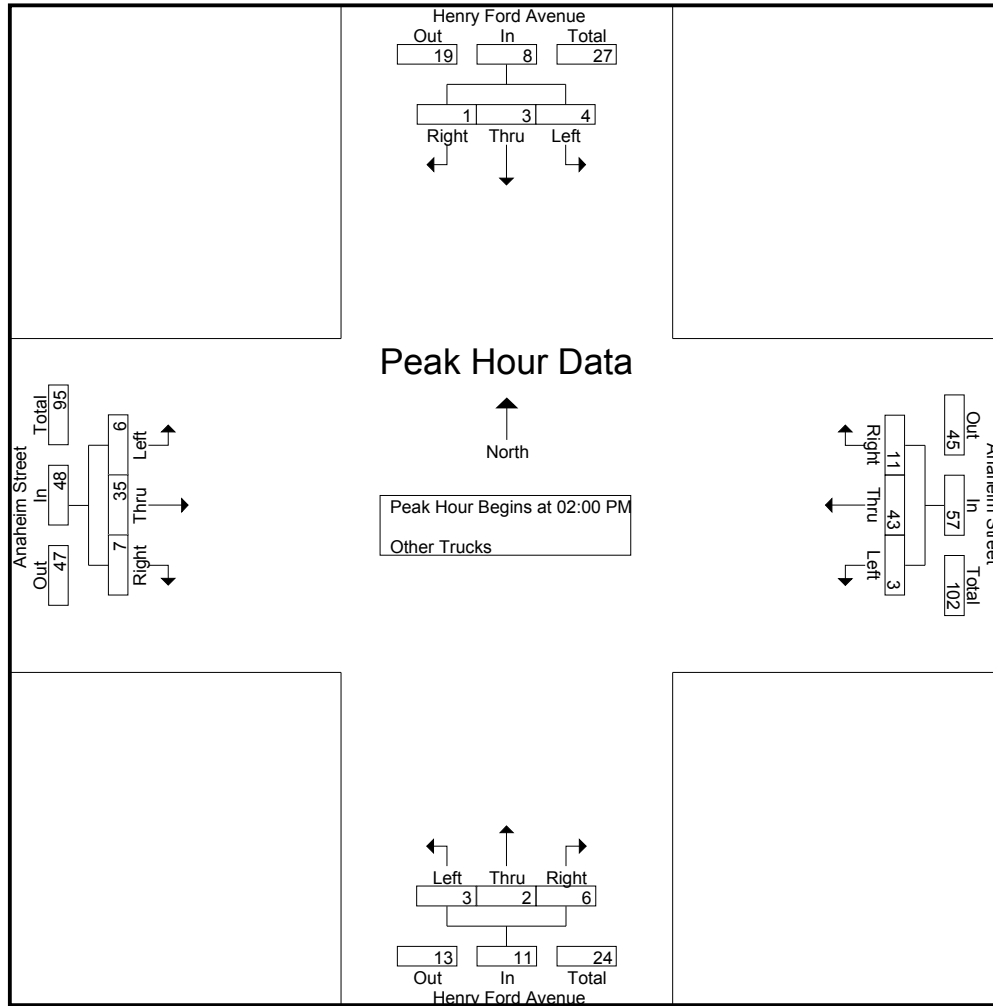 Henry Ford Avenue
Out In Total
19 8 27
1 3 4
Right Thru Left
Peak Hour Data
North
Peak Hour Begins at 02:00 PM
Other Trucks
Anaheim Street
Total In Out
95 48 47
6 35 7
Left Thru Right
Anaheim Street
Out In Total
45 57 102
11 43 3
Right Thru Left
Left Thru Right
3 2 6
13 11 24
Out In Total
Henry Ford Avenue